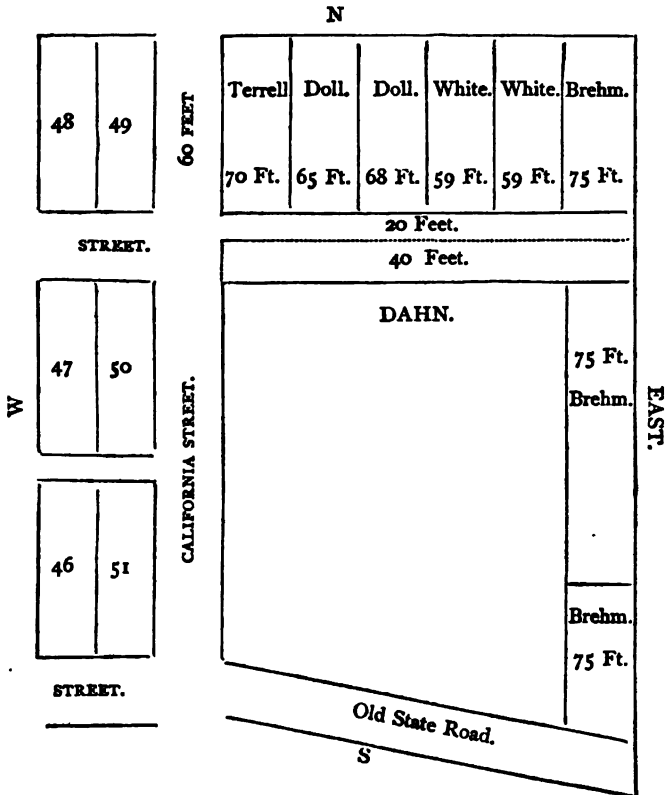 N
48 49
60 FEET
Terrell Doll. Doll. White. White. Brehm.
70 Ft. 65 Ft. 68 Ft. 59 Ft. 59 Ft. 75 Ft.
20 Feet.
STREET.
40 Feet.
DAHN.
47 50
75 Ft.
Brehm.
W
CALIFORNIA STREET.
EAST.
46 51
Brehm.
75 Ft.
STREET.
Old State Road.
S